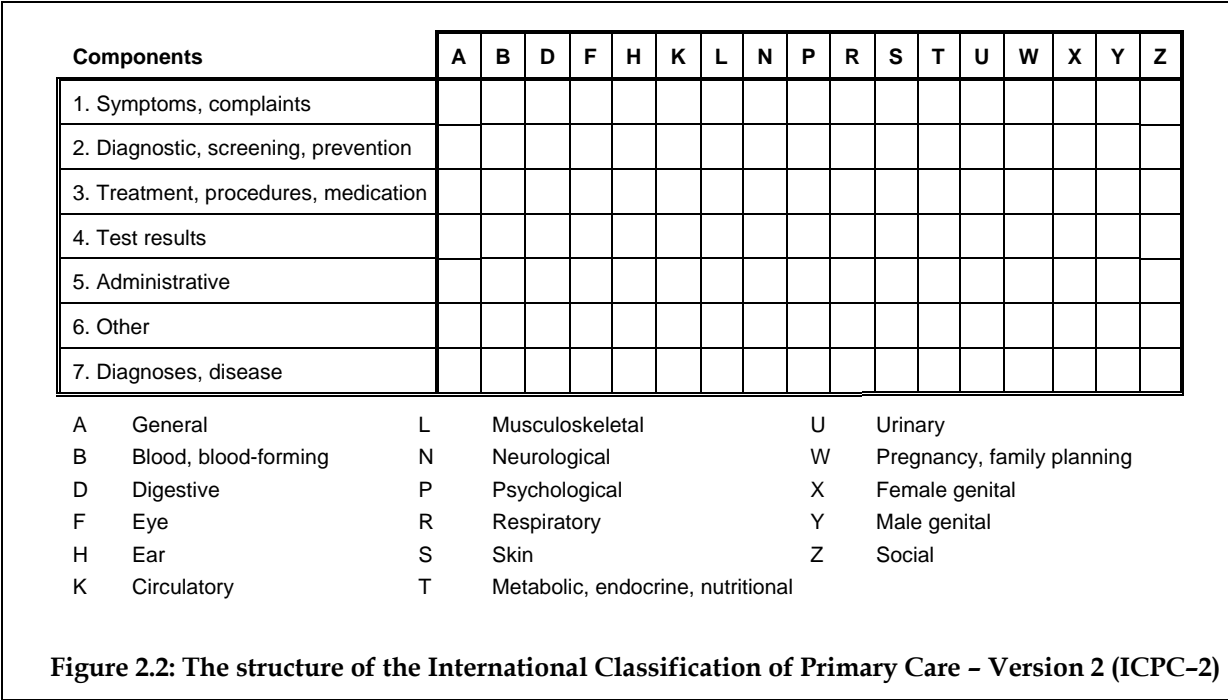 Components A B D F H K L N P R S T U W X Y Z
1. Symptoms, complaints
2. Diagnostic, screening, prevention
3. Treatment, procedures, medication
4. Test results
5. Administrative
6. Other
7. Diagnoses, disease
A General L Musculoskeletal U Urinary
B Blood, blood-forming N Neurological W Pregnancy, family planning
D Digestive P Psychological X Female genital
F Eye R Respiratory Y Male genital
H Ear S Skin Z Social
K Circulatory T Metabolic, endocrine, nutritional
Figure 2.2: The structure of the International Classification of Primary Care – Version 2 (ICPC–2)